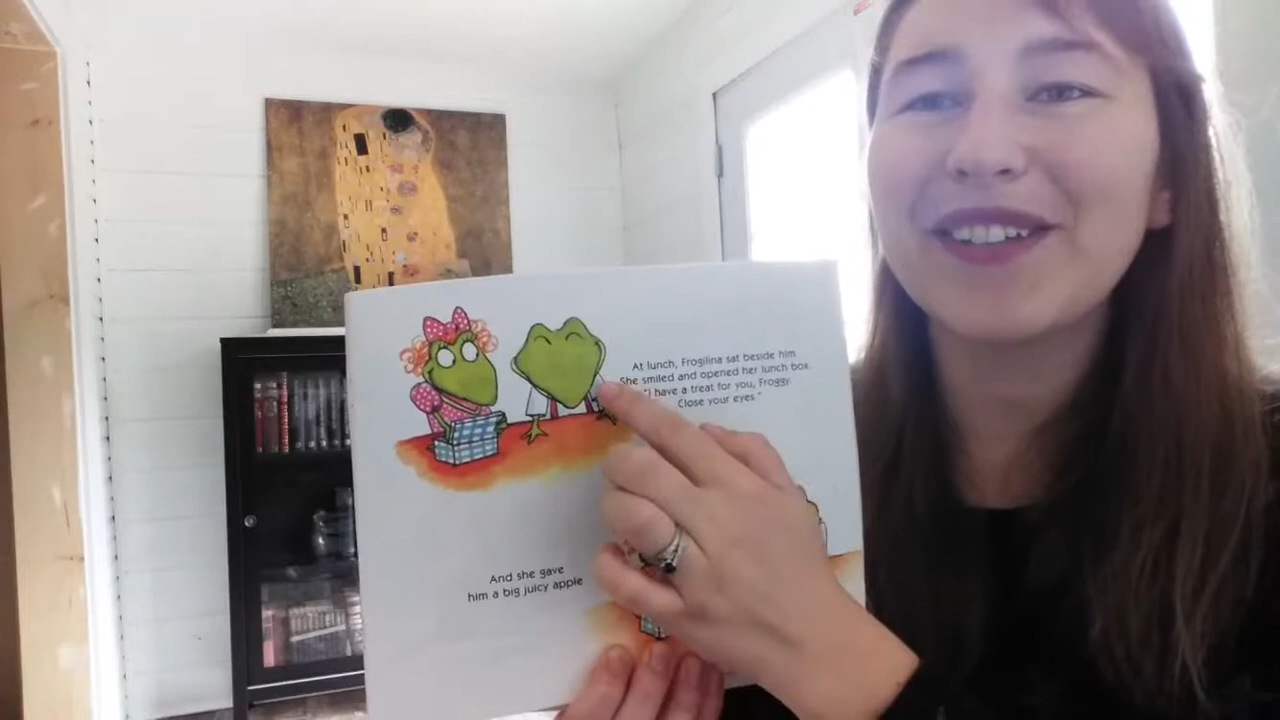 At lunch, Frogilina sat beside him
She smiled and opened her lunch box.
"I have a treat for you, Froggy.
Close your eyes."
And she gave
him a big juicy apple